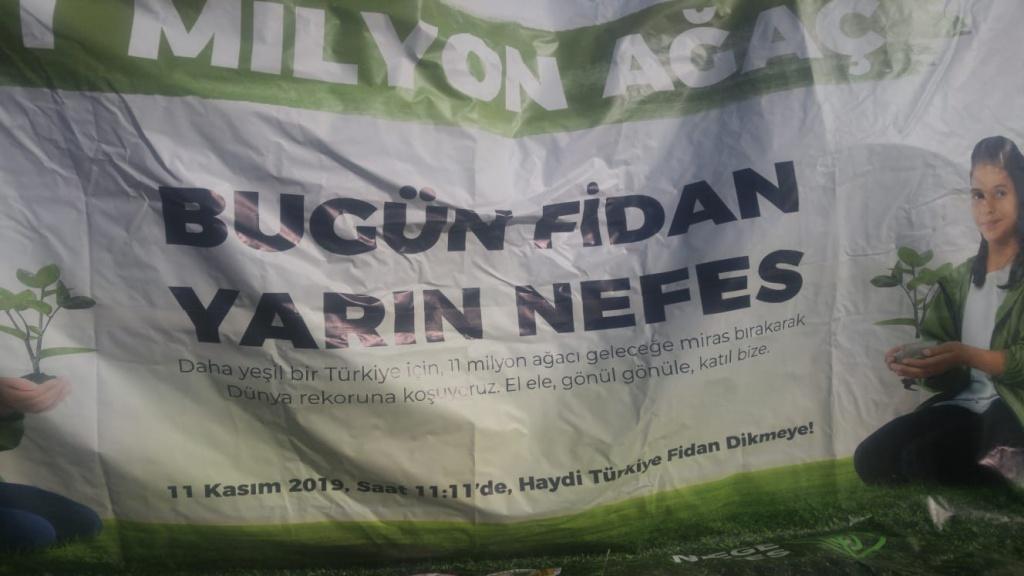 1 MİLYON AĞAÇ
BUGÜN FİDAN
YARIN NEFES
Daha yeşil bir Türkiye için, 11 milyon ağacı geleceğe miras bırakarak
Dünya rekoruna koşuyoruz. El ele, gönül gönüle, katıl bize.
11 Kasım 2019, Saat 11:11'de, Haydi Türkiye Fidan Dikmeye!